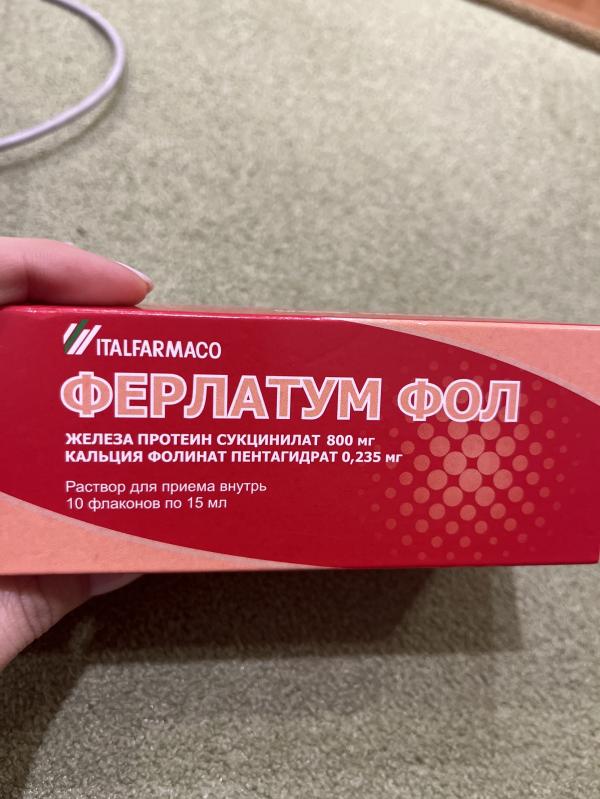 ITALFARMACO
ФЕРЛАТУМ ФОЛ
ЖЕЛЕЗА ПРОТЕИН СУКЦИНИЛАТ 800 мг
КАЛЬЦИЯ ФОЛИНАТ ПЕНТАГИДРАТ 0,235 мг
Раствор для приема внутрь
10 флаконов по 15 мл